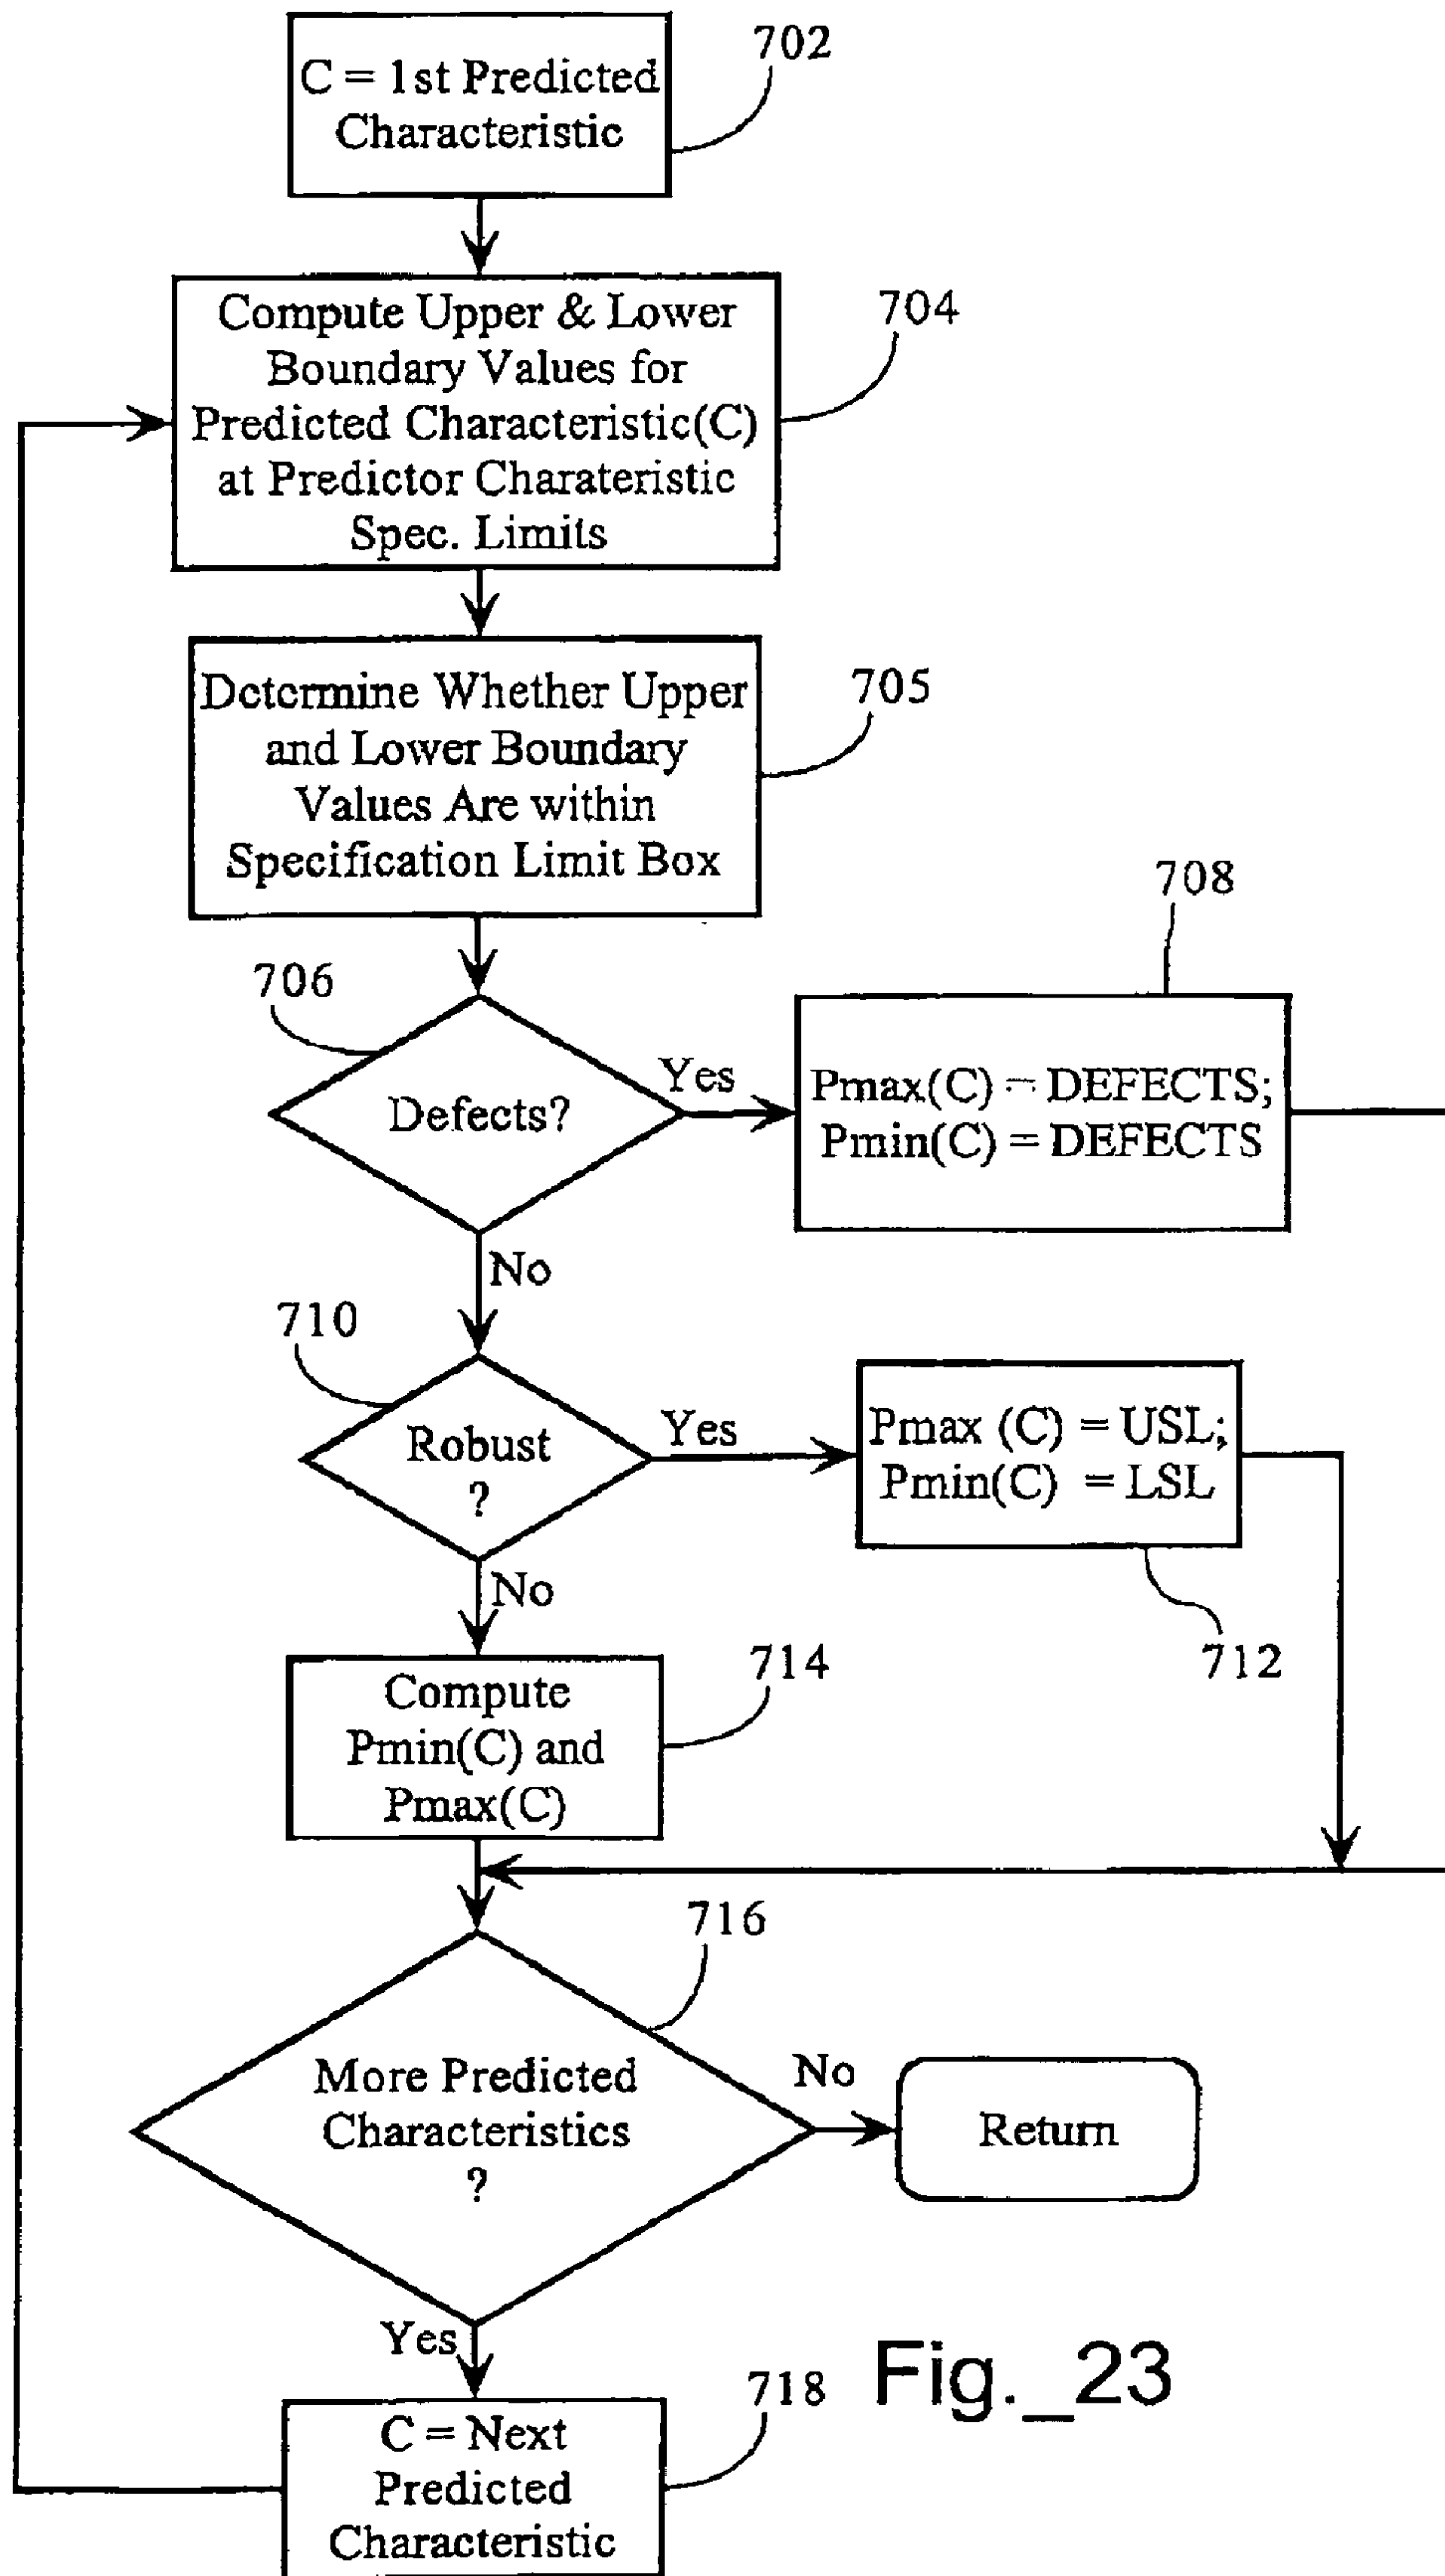 C = 1st Predicted
Characteristic
702
Compute Upper & Lower
Boundary Values for
Predicted Characteristic(C)
at Predictor Charateristic
Spec. Limits
704
Determine Whether Upper
and Lower Boundary
Values Are within
Specification Limit Box
705
706
Defects?
Yes
No
708
Pmax(C) = DEFECTS;
Pmin(C) = DEFECTS
710
Robust
?
Yes
No
Pmax (C) = USL;
Pmin(C) = LSL
712
Compute
Pmin(C) and
Pmax(C)
714
716
More Predicted
Characteristics
?
No
Return
Yes
C = Next
Predicted
Characteristic
718
Fig._23